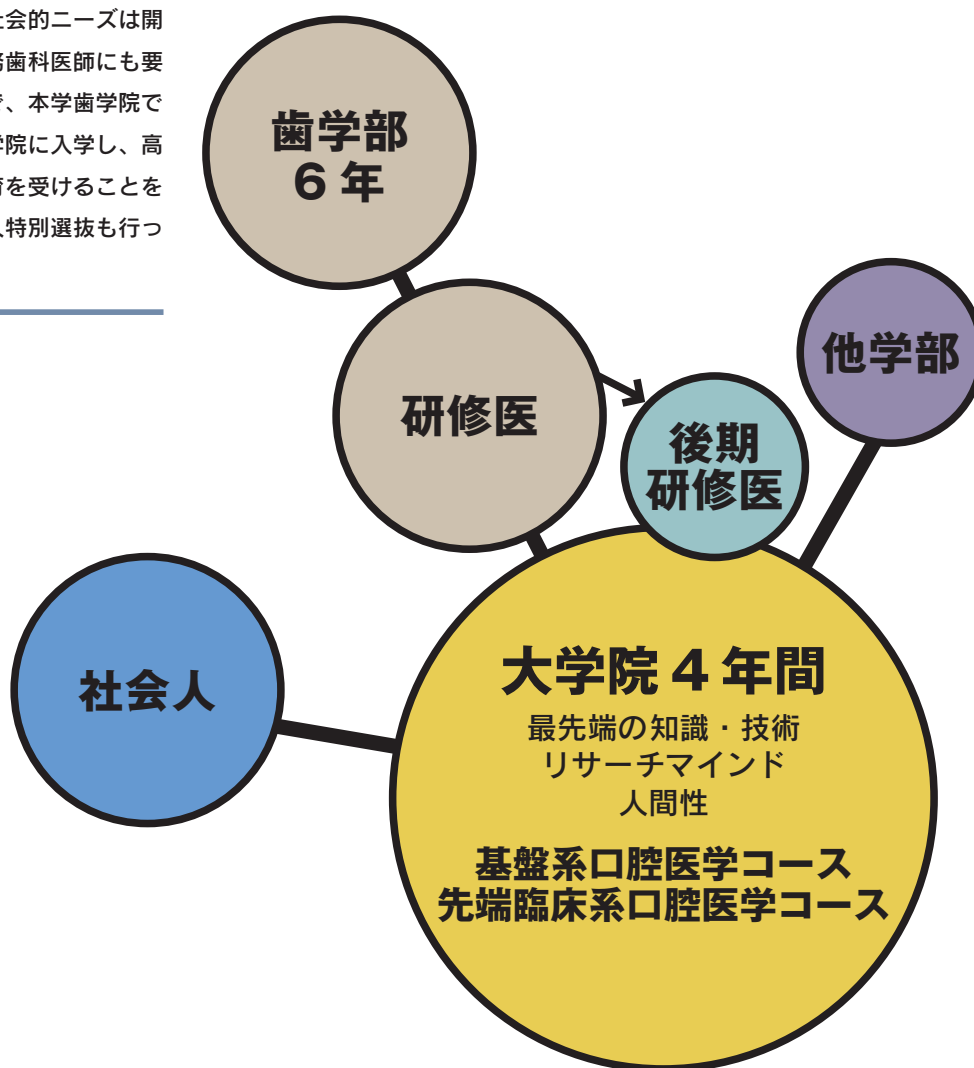 社会的ニーズは開
歯科医師にも要
、本学歯学院で
学院に入学し、高
育を受けることを
特別選抜も行っ
歯学部
6 年
研修医
他学部
後期
研修医
社会人
大学院 4 年間
最先端の知識・技術
リサーチマインド
人間性
基盤系口腔医学コース
先端臨床系口腔医学コース